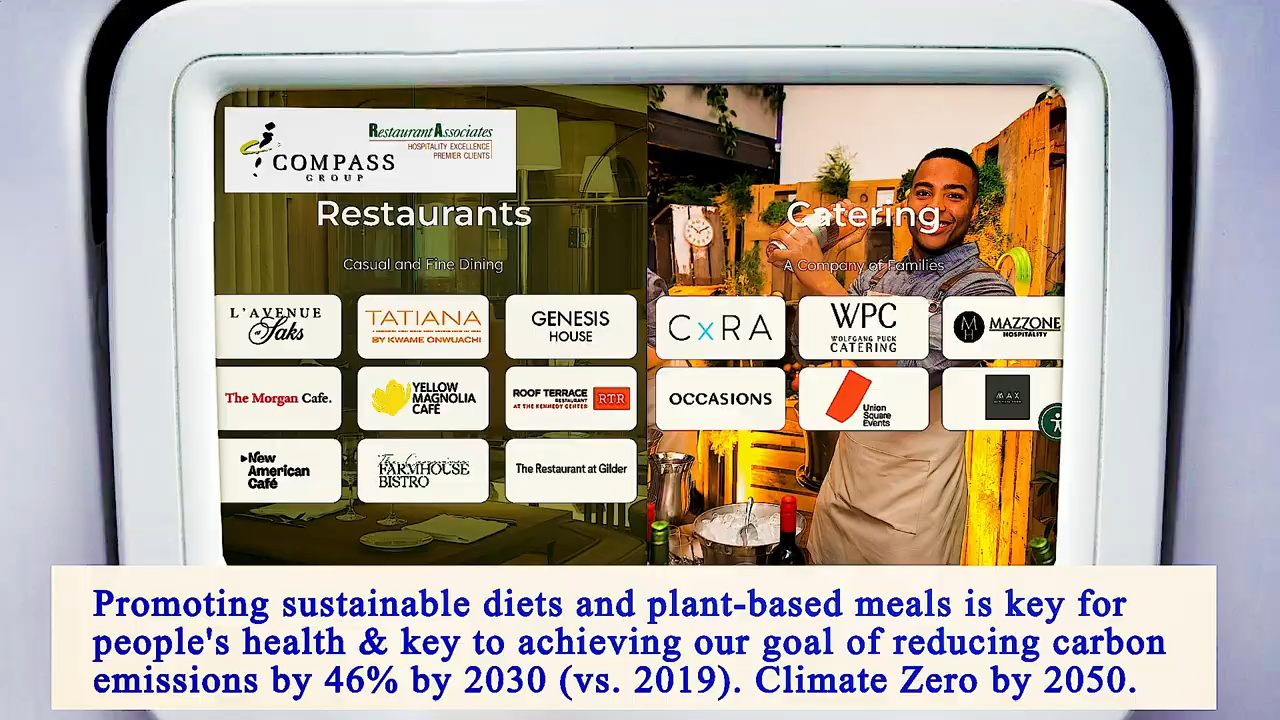 COMPASS
GROUP
RESTAURANT ASSOCIATES
HOSPITALITY EXCELLENCE
PREMIER CLIENTS
Restaurants
Casual and Fine Dining
L'AVENUE
at Saks
TATIANA
BY KWAME ONWUACHI
GENESIS
HOUSE
The Morgan Cafe.
YELLOW
MAGNOLIA
CAFÉ
ROOF TERRACE
RESTAURANT
AT THE KENNEDY CENTER
RTR
New
American
Café
FARMHOUSE
BISTRO
The Restaurant at Gilder
Catering
A Company of Families
CxRA
WPC
WOLFGANG PUCK
CATERING
MH
MAZZONE
HOSPITALITY
OCCASIONS
Union
Square
Events
MAX
Promoting sustainable diets and plant-based meals is key for
people's health & key to achieving our goal of reducing carbon
emissions by 46% by 2030 (vs. 2019). Climate Zero by 2050.